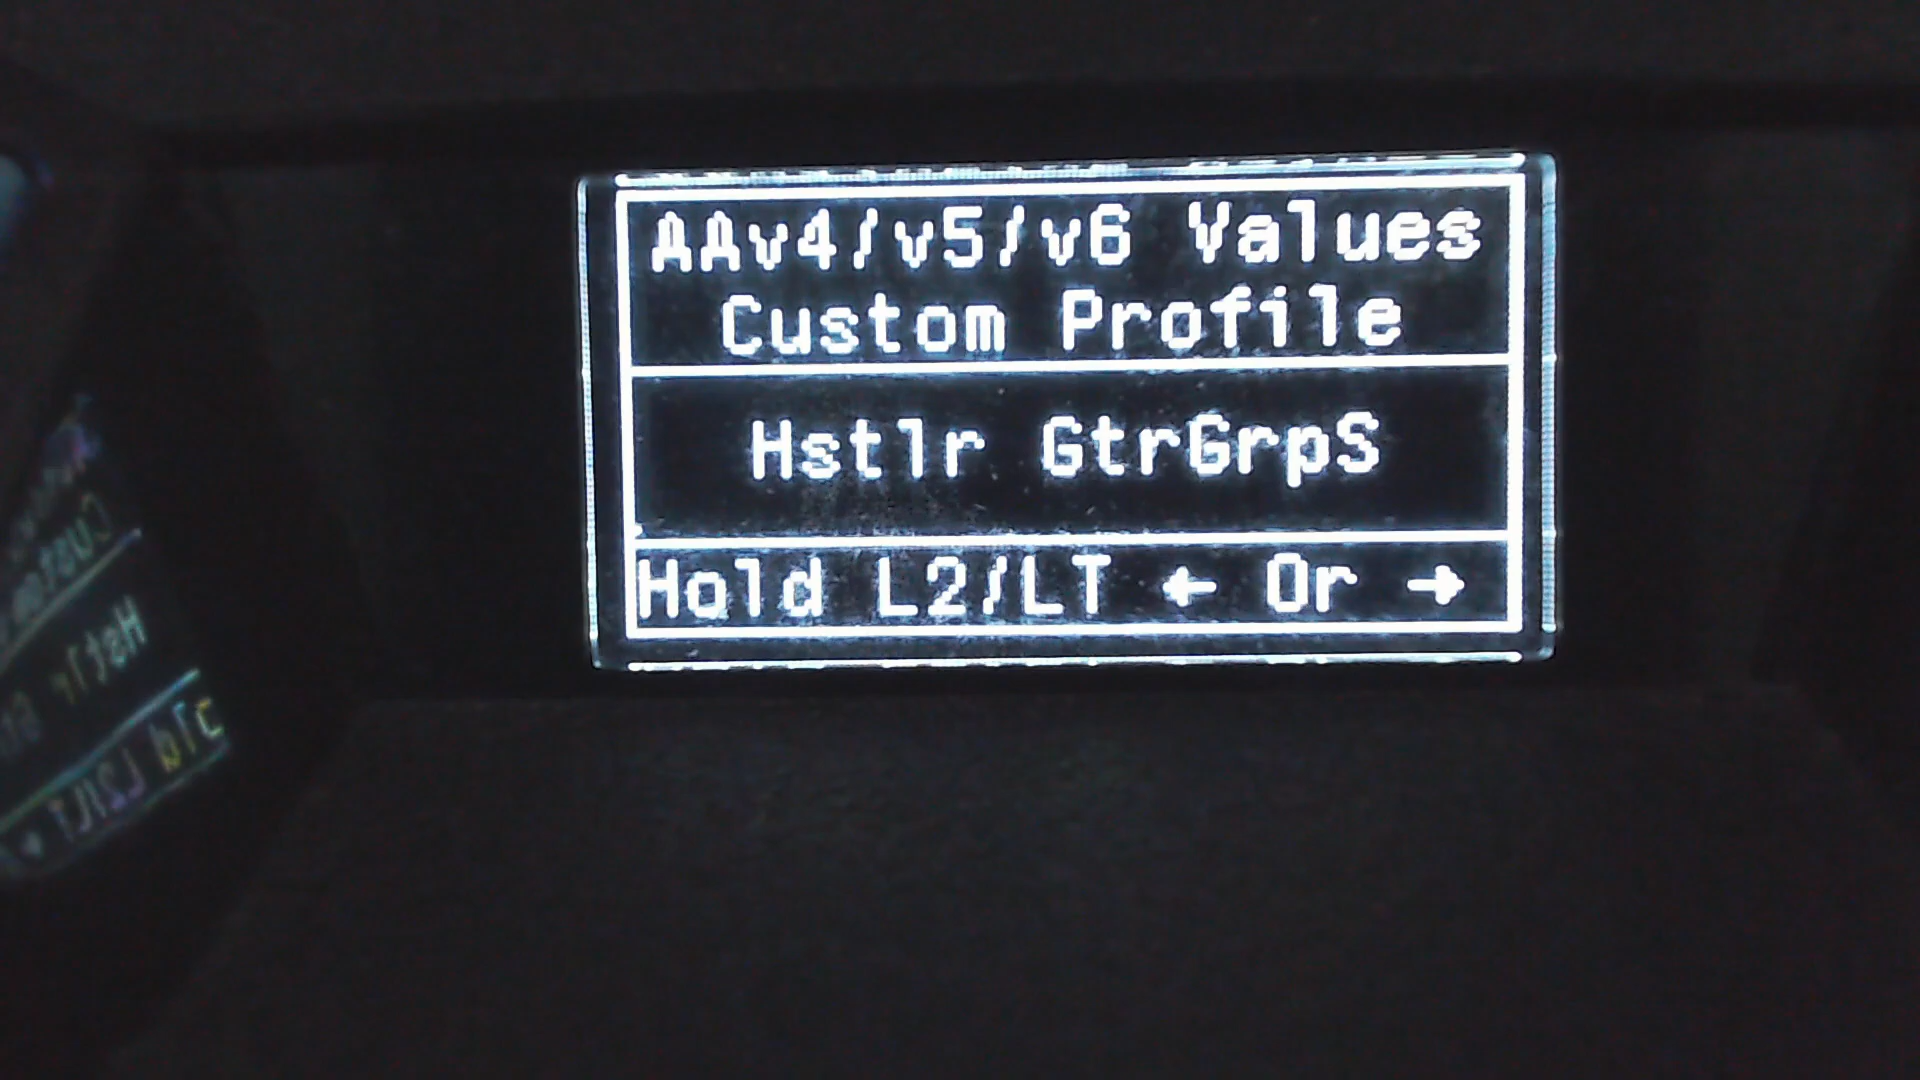 AAv4/v5/v6 Values
Custom Profile
Hstlr GtrGrpS
Hold L2/LT ← Or →